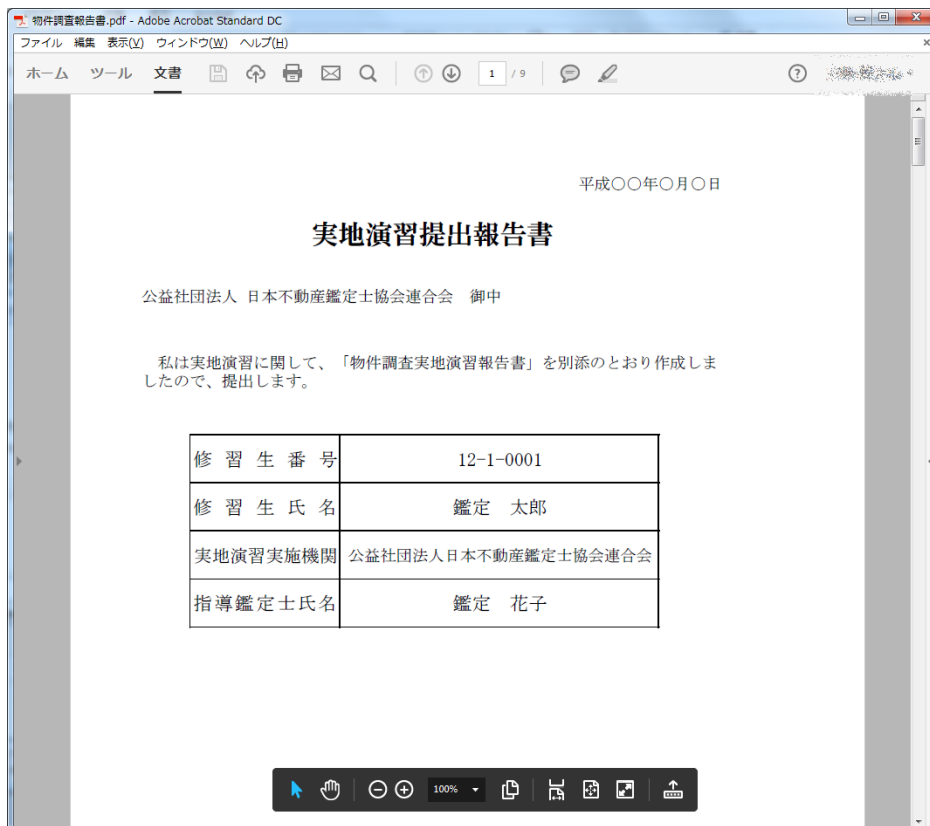 物件調査報告書.pdf - Adobe Acrobat Standard DC
ファイル 編集 表示(V) ウィンドウ(W) ヘルプ(H)
ホーム ツール 文書 1 / 9
平成〇〇年〇月〇日
実地演習提出報告書
公益社団法人 日本不動産鑑定士協会連合会 御中
私は実地演習に関して、「物件調査実地演習報告書」を別添のとおり作成しま
したので、提出します。
修習生番号 12-1-0001
修習生氏名 鑑定 太郎
実地演習実施機関 公益社団法人日本不動産鑑定士協会連合会
指導鑑定士氏名 鑑定 花子
100%